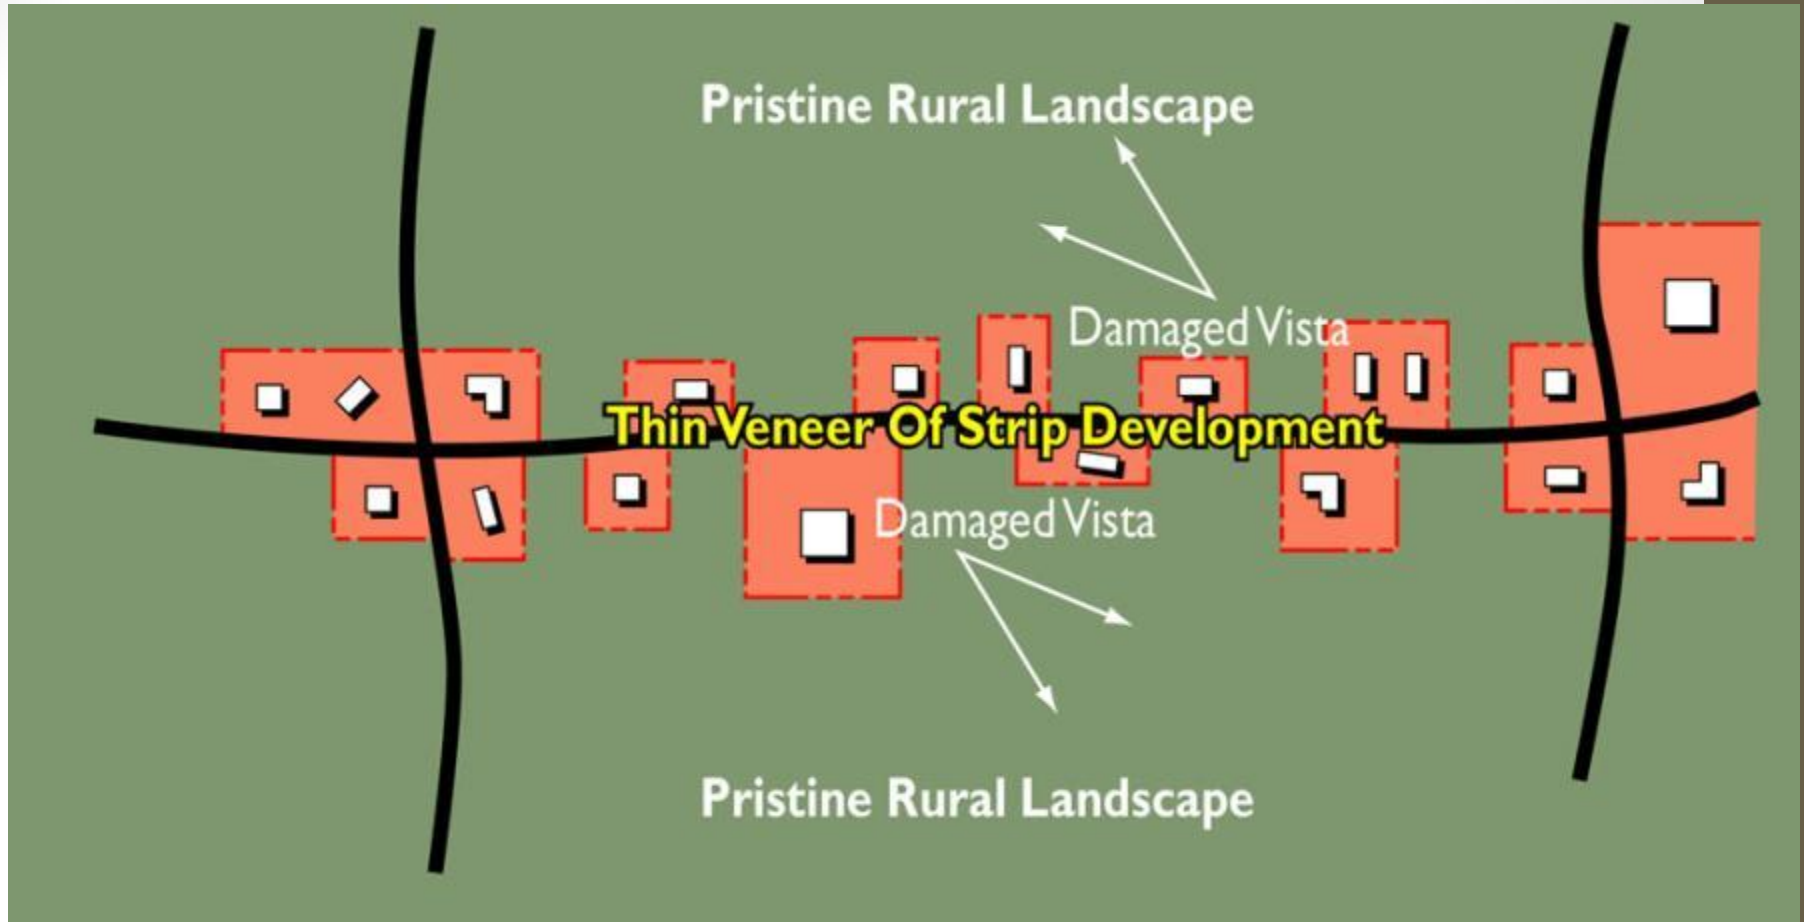 Pristine Rural Landscape
Damaged Vista
Thin Veneer Of Strip Development
Damaged Vista
Pristine Rural Landscape